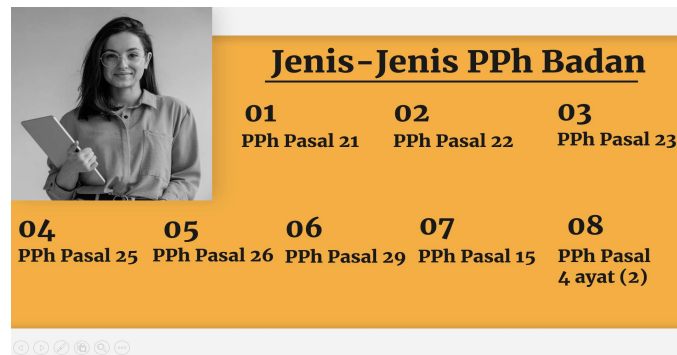 Jenis-Jenis PPh Badan
01
PPh Pasal 21
02
PPh Pasal 22
03
PPh Pasal 23
04
PPh Pasal 25
05
PPh Pasal 26
06
PPh Pasal 29
07
PPh Pasal 15
08
PPh Pasal
4 ayat (2)